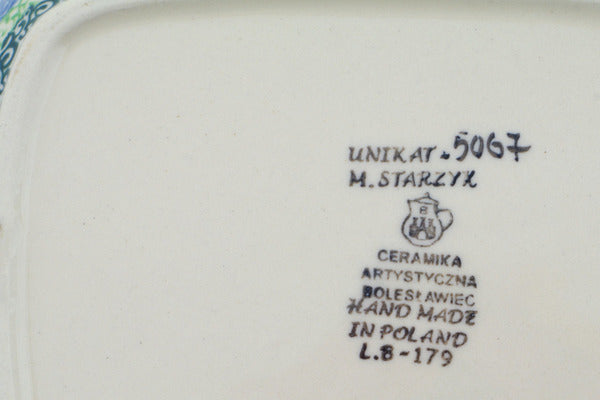 UNIKAT-5067
M. STARZYK
B
CERAMIKA
ARTYSTYCZNA
BOLESŁAWIEC
HAND MADE
IN POLAND
L.B-179